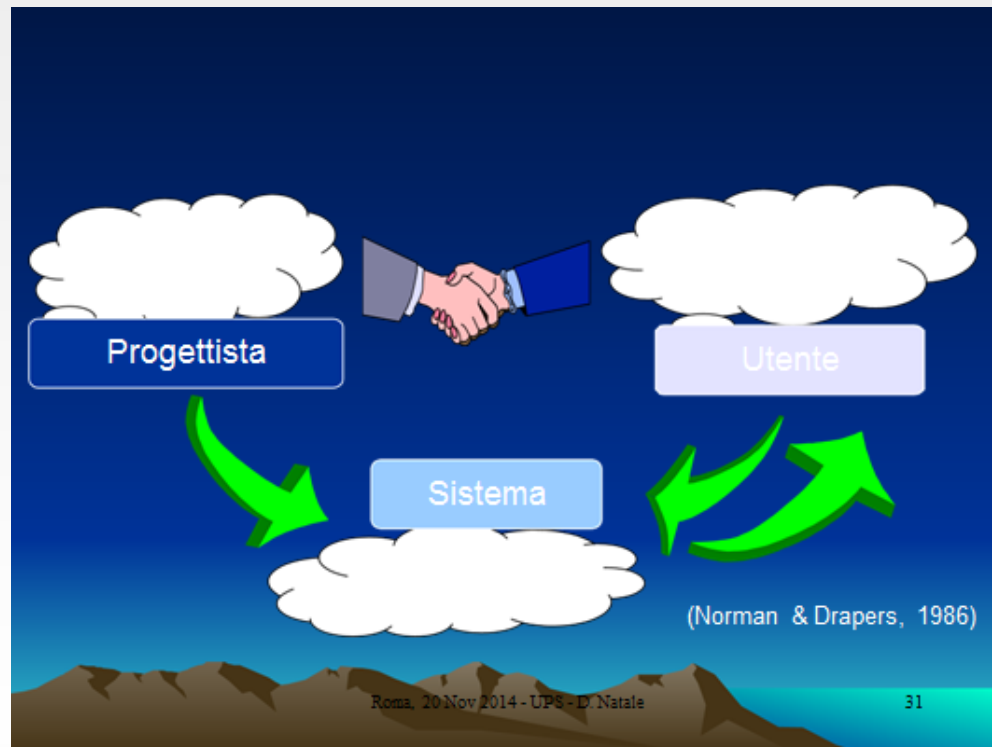 Progettista
Utente
Sistema
(Norman & Drapers, 1986)
Roma, 20 Nov 2014 - UPS - D. Natale
31